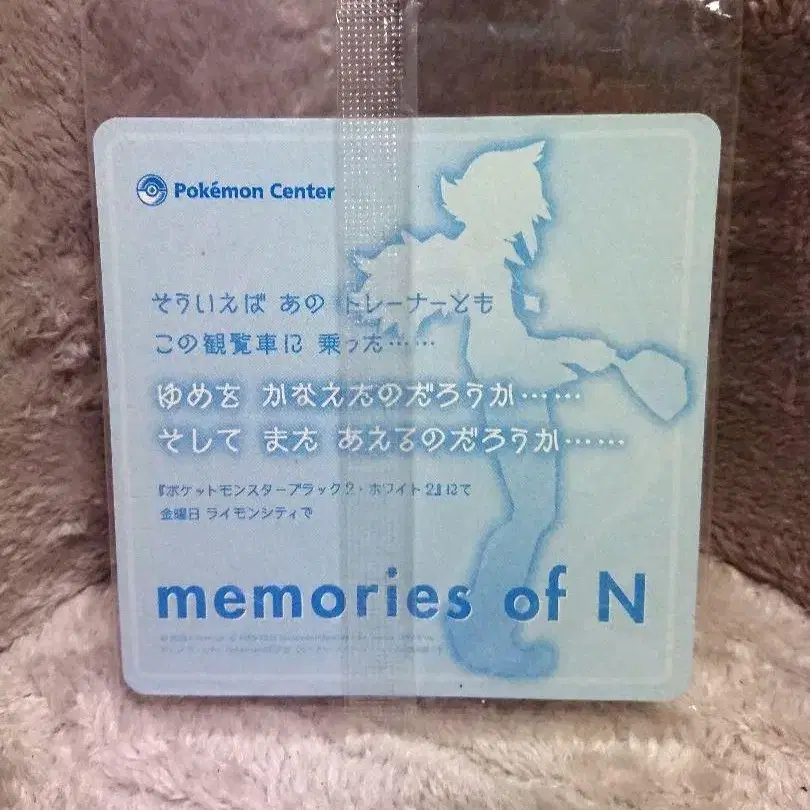 Pokémon Center
そういえば あの トレーナーとも
この観覧車に 乗った……
ゆめを かなえたのだろうか……
そして また あえるのだろうか……
『ポケットモンスターブラック2・ホワイト2』にて
金曜日 ライモンシティで
memories of N